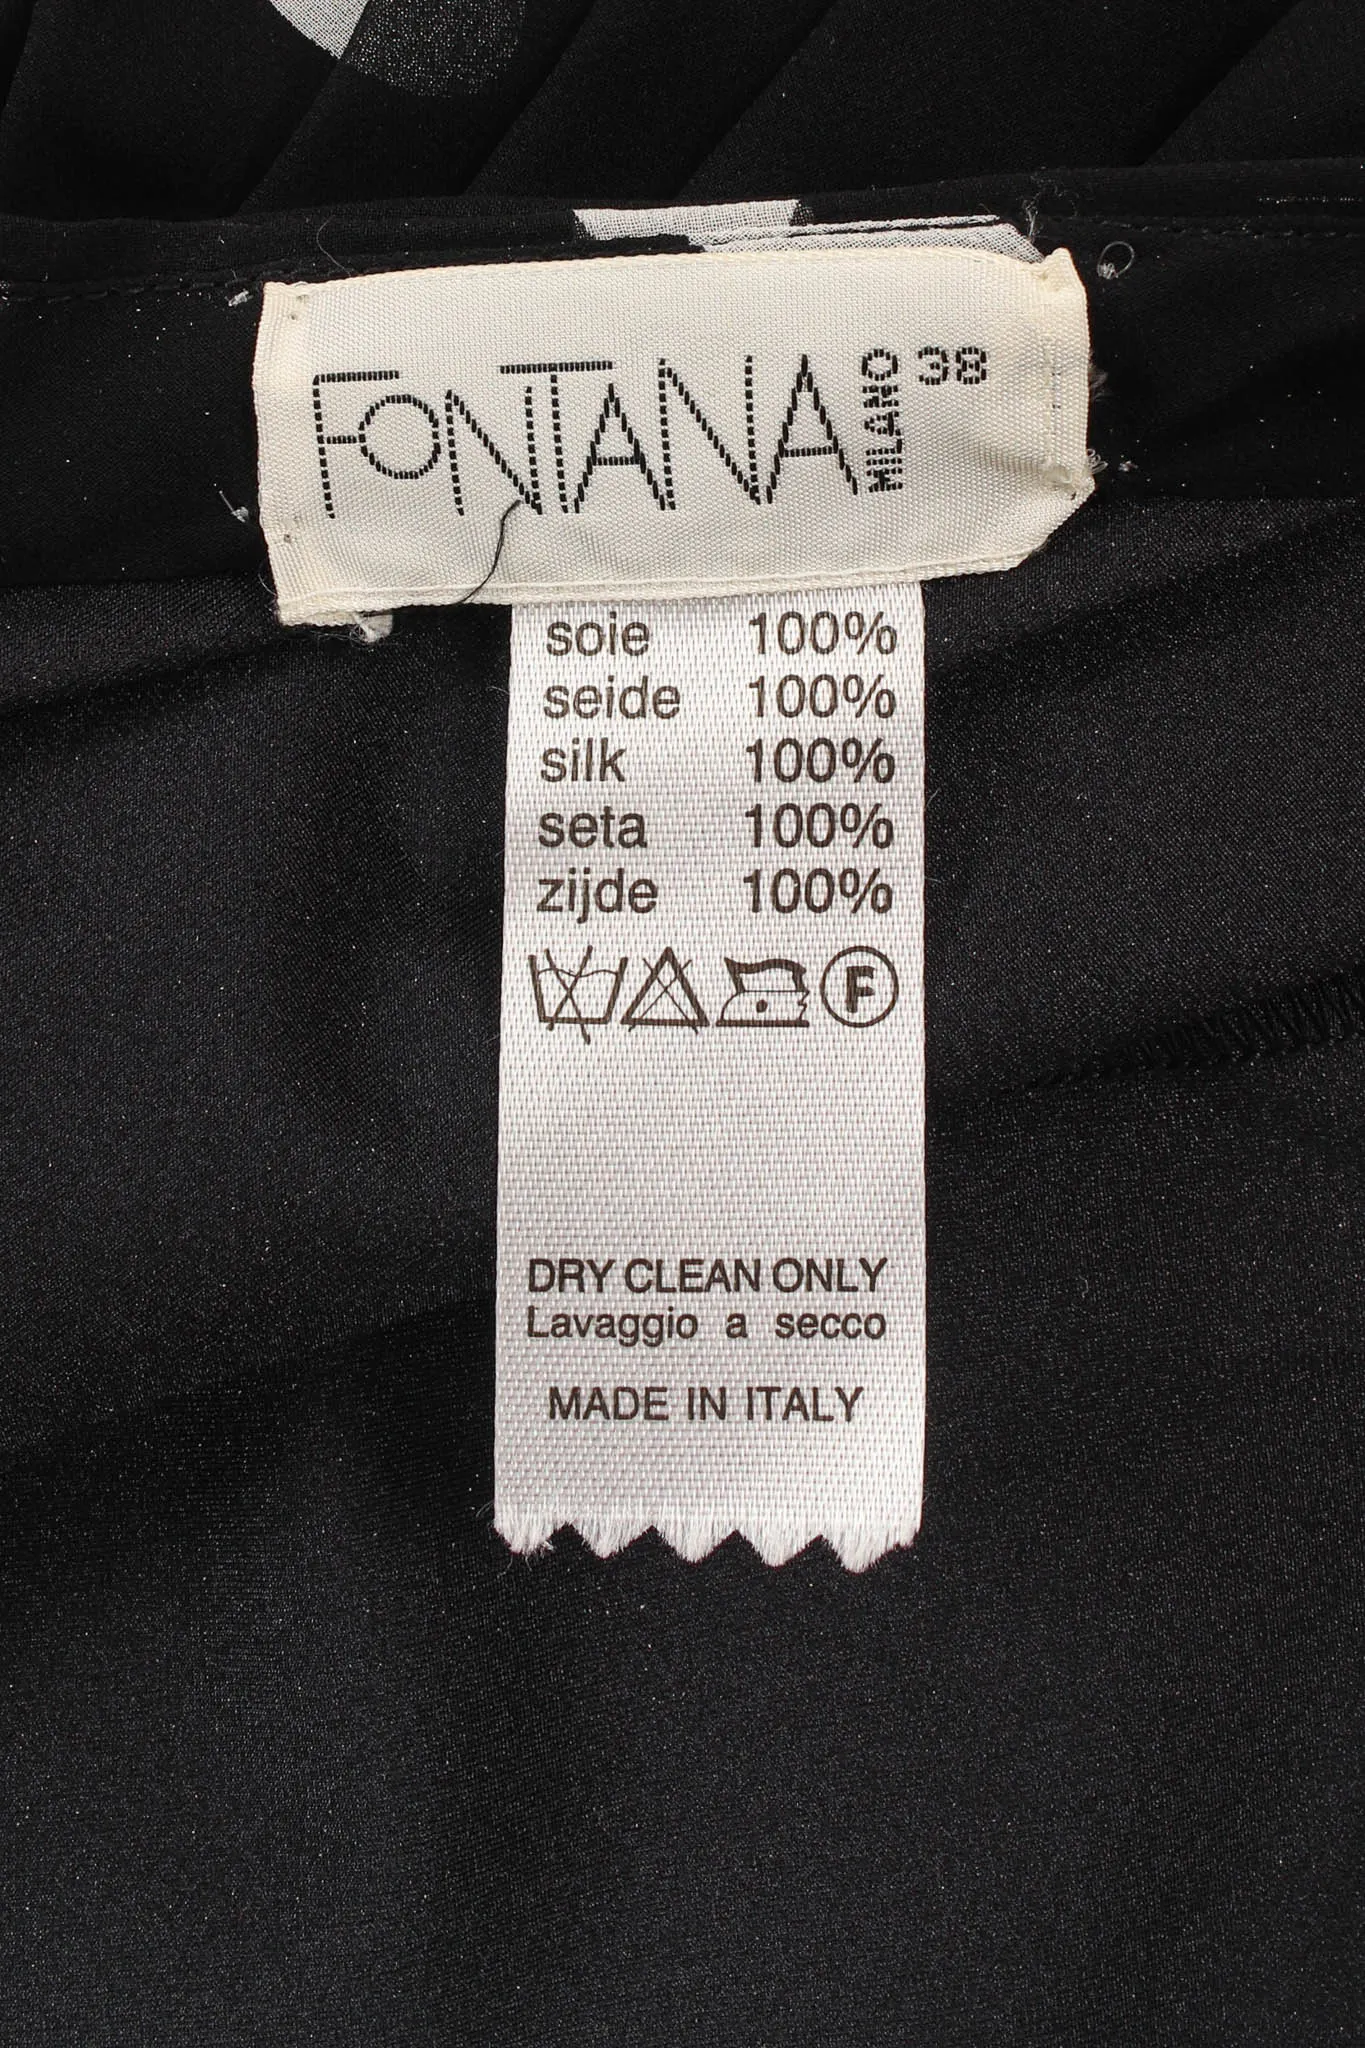 FONTANA MILANO 38
soie 100%
seide 100%
silk 100%
seta 100%
zijde 100%
F
DRY CLEAN ONLY
Lavaggio a secco
MADE IN ITALY